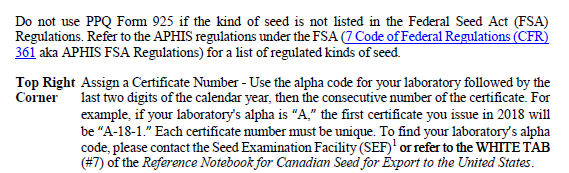 Do not use PPQ Form 925 if the kind of seed is not listed in the Federal Seed Act (FSA)
Regulations. Refer to the APHIS regulations under the FSA (7 Code of Federal Regulations (CFR)
361 aka APHIS FSA Regulations) for a list of regulated kinds of seed.
Top Right Assign a Certificate Number - Use the alpha code for your laboratory followed by the
Corner last two digits of the calendar year, then the consecutive number of the certificate. For
example, if your laboratory's alpha is "A," the first certificate you issue in 2018 will
be "A-18-1." Each certificate number must be unique. To find your laboratory's alpha
code, please contact the Seed Examination Facility (SEF)1 or refer to the WHITE TAB
(#7) of the Reference Notebook for Canadian Seed for Export to the United States.